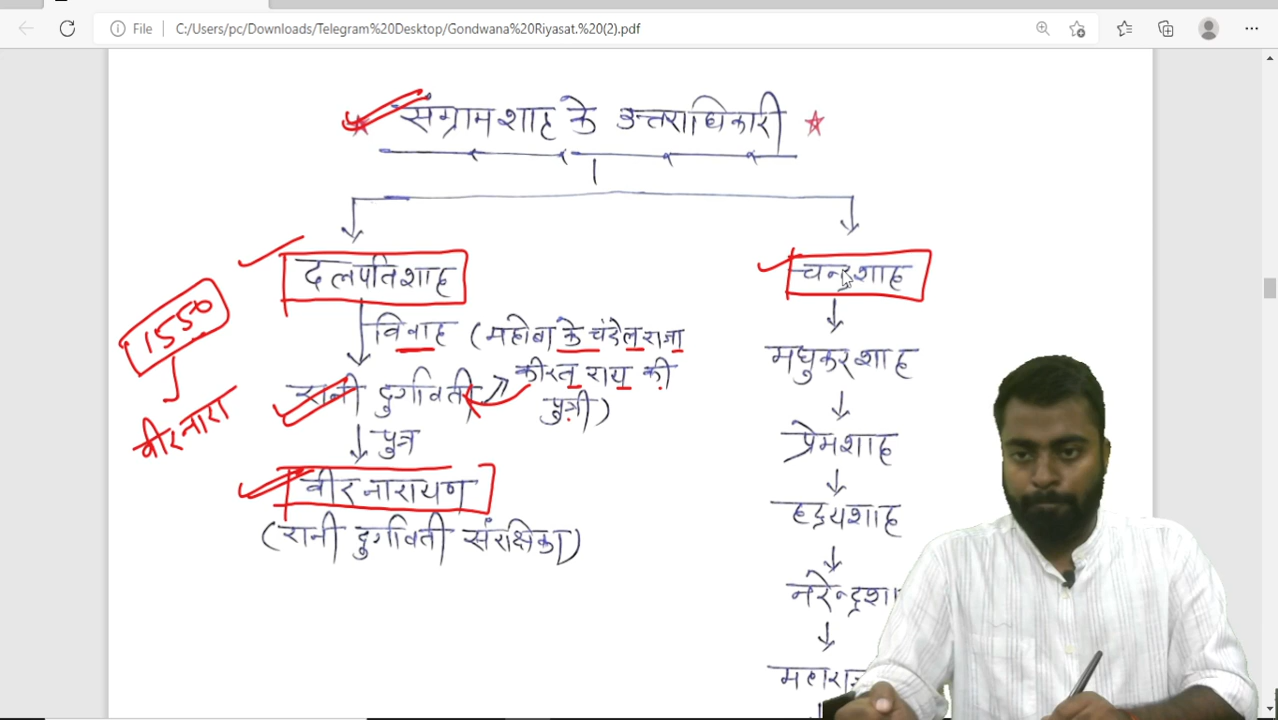 File C:/Users/pc/Downloads/Telegram%20Desktop/Gondwana%20Riyasat.%20(2).pdf
संग्रामशाह के उत्तराधिकारी
दलपतिशाह
चन्द्रशाह
1550
वीरनारा
विवाह (महोबा के चंदेल राजा
कीरत राय की
पुत्री)
रानी दुर्गावती
पुत्र
वीरनारायण
(रानी दुर्गावती संरक्षिका)
मधुकरशाह
प्रेमशाह
हृदयशाह
नरेन्द्रशा
महारा